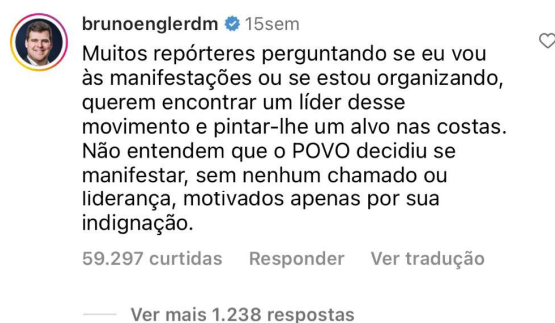 brunoenglerdm 15sem
Muitos repórteres perguntando se eu vou
às manifestações ou se estou organizando,
querem encontrar um líder desse
movimento e pintar-lhe um alvo nas costas.
Não entendem que o POVO decidiu se
manifestar, sem nenhum chamado ou
liderança, motivados apenas por sua
indignação.
59.297 curtidas Responder Ver tradução
Ver mais 1.238 respostas